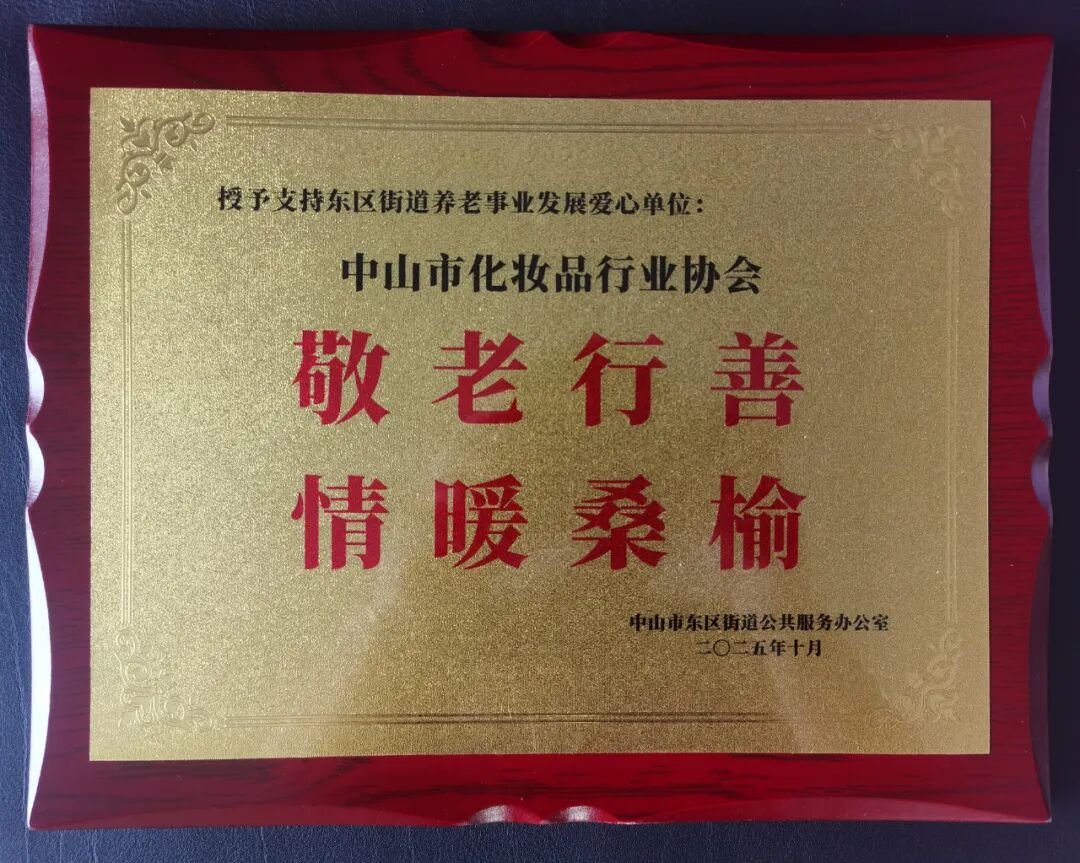 授予支持东区街道养老事业发展爱心单位：
中山市化妆品行业协会
敬老行善
情暖桑榆
中山市东区街道公共服务办公室
二〇二五年十月